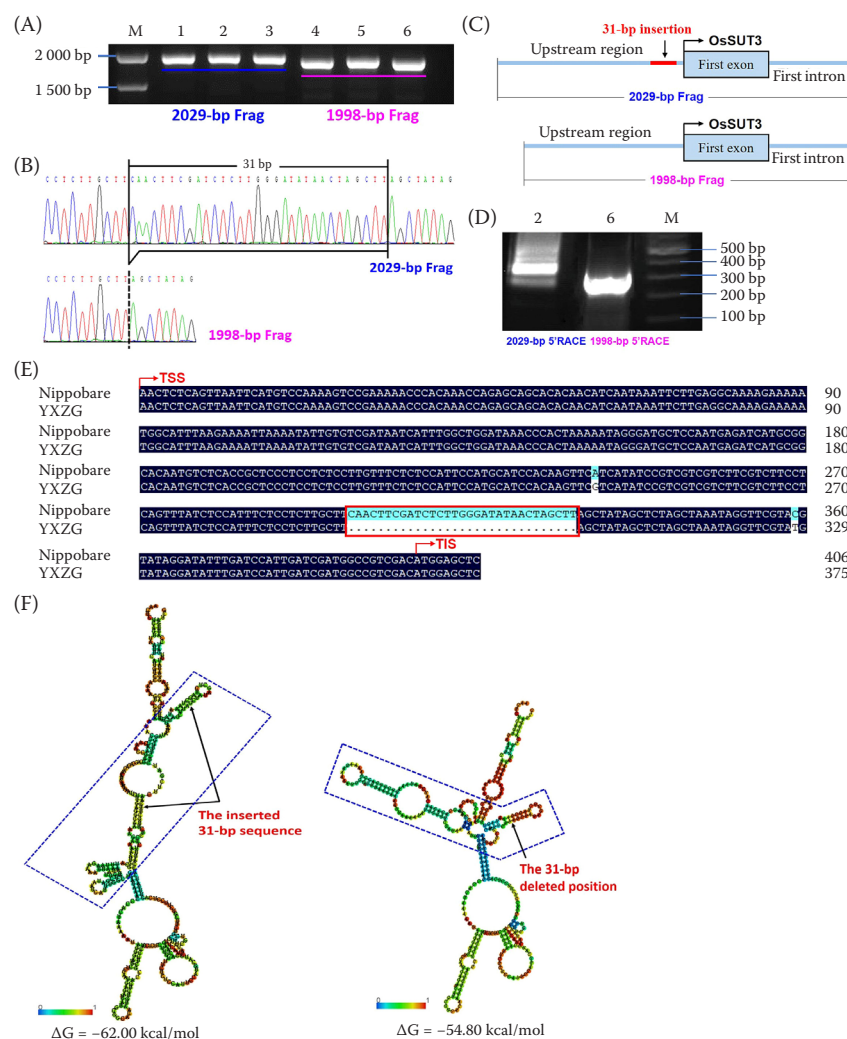 (A)
M 1 2 3 4 5 6
2 000 bp
1 500 bp
2029-bp Frag 1998-bp Frag
(B)
31 bp
CCTCTTGCTTCAACTTCGATCTCTTGGGATATAACTAGCTTAGCTATAG
2029-bp Frag
CCTCTTGCTTAGCTATAG
1998-bp Frag
(C)
31-bp insertion
Upstream region OsSUT3
First exon
First intron
2029-bp Frag
Upstream region OsSUT3
First exon
First intron
1998-bp Frag
(D)
2 6 M
500 bp
400 bp
300 bp
200 bp
100 bp
2029-bp 5'RACE 1998-bp 5'RACE
(E)
TSS
Nippobare AACTCTCAGTTAATTCATGTCCAAAAGTCCGAAAAACCCACAAACCAGAGCAGCACACAACATCAATAAATTCTTGAGGCAAAAGAAAAA 90
YXZG AACTCTCAGTTAATTCATGTCCAAAAGTCCGAAAAACCCACAAACCAGAGCAGCACACAACATCAATAAATTCTTGAGGCAAAAGAAAAA 90
Nippobare TGGCATTTAAGAAAATTAAAATATTGTGTCGATAATCATTTGGCTGGATAAACCCACTAAAAATAGGGATGCTCCAATGAGATCATGCGG 180
YXZG TGGCATTTAAGAAAATTAAAATATTGTGTCGATAATCATTTGGCTGGATAAACCCACTAAAAATAGGGATGCTCCAATGAGATCATGCGG 180
Nippobare CACAATGTCTCACCGCTCCCTCCTCTCCTTGTTTCTCTCCATTCCATGCATCCACAAGTTCATCATATCCGTCGCGTCGTCTTCGTCTTCCT 270
YXZG CACAATGTCTCACCGCTCCCTCCTCTCCTTGTTTCTCTCCATTCCATGCATCCACAAGTTCGTCATATCCGTCGCGTCGTCTTCGTCTTCCT 270
Nippobare CAGTTTATCTCCATTTCTCCTCTTGCTTCAACTTCGATCTCTTGGGATATAACTAGCTTAGCTATAGCTCTAGCTAAATAGGTTCGTACG 360
YXZG CAGTTTATCTCCATTTCTCCTCTTGCTT...............................AGCTATAGCTCTAGCTAAATAGGTTCGTATG 329
TIS
Nippobare TATAGGATATTTGATCCATTGATCGATGGCCGTCGACATGGAGCTC 406
YXZG TATAGGATATTTGATCCATTGATCGATGGCCGTCGACATGGAGCTC 375
(F)
The inserted
31-bp sequence
0 1
ΔG = −62.00 kcal/mol
The 31-bp
deleted position
0 1
ΔG = −54.80 kcal/mol